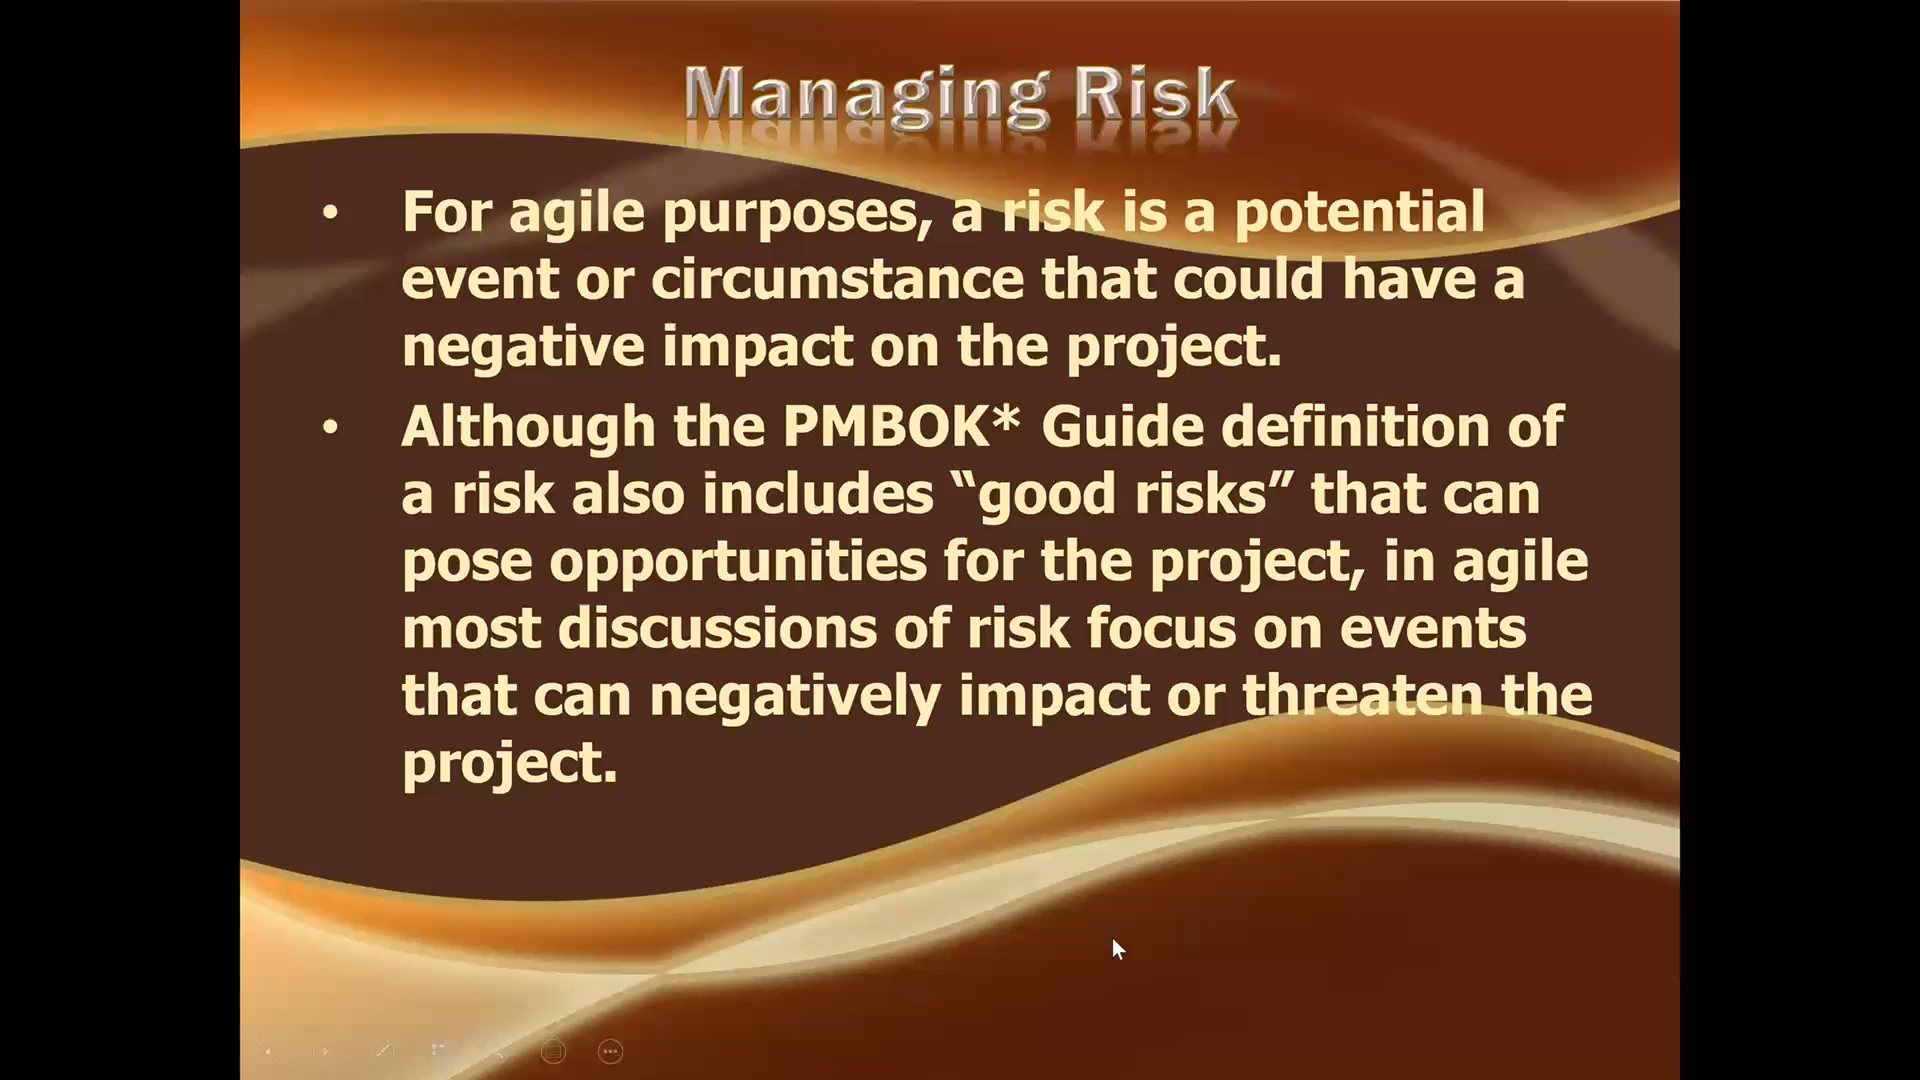 Managing Risk
• For agile purposes, a risk is a potential
event or circumstance that could have a
negative impact on the project.
• Although the PMBOK* Guide definition of
a risk also includes “good risks” that can
pose opportunities for the project, in agile
most discussions of risk focus on events
that can negatively impact or threaten the
project.